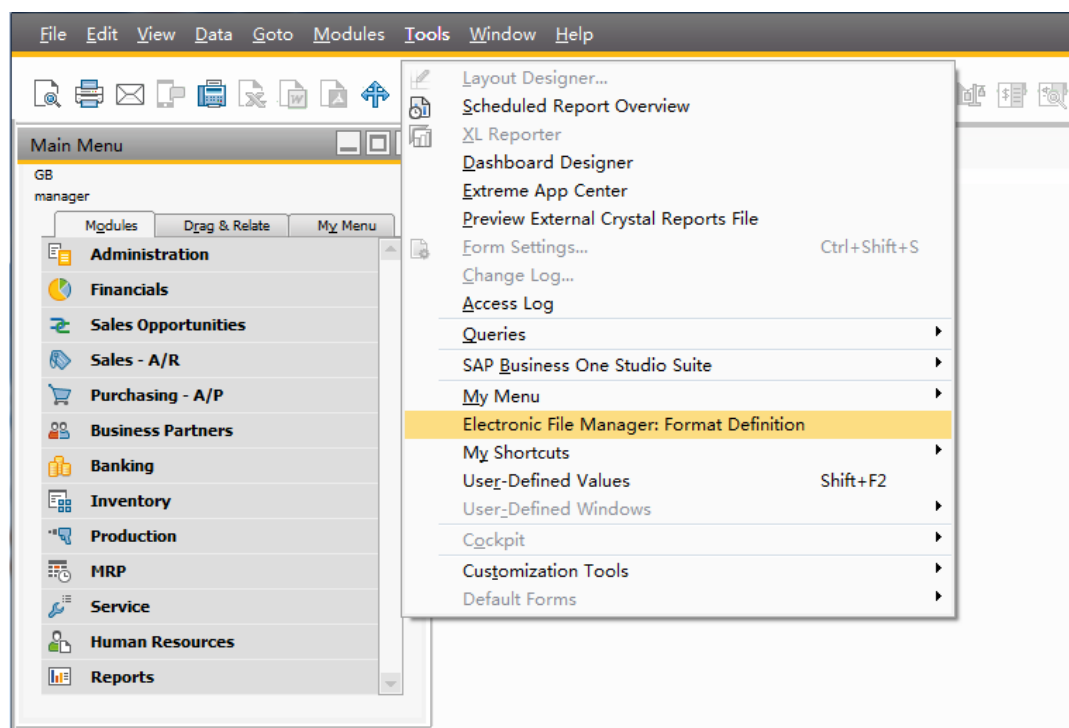 File Edit View Data Goto Modules Tools Window Help
Main Menu
GB
manager
Modules Drag & Relate My Menu
Administration
Financials
Sales Opportunities
Sales - A/R
Purchasing - A/P
Business Partners
Banking
Inventory
Production
MRP
Service
Human Resources
Reports
Layout Designer...
Scheduled Report Overview
XL Reporter
Dashboard Designer
Extreme App Center
Preview External Crystal Reports File
Form Settings... Ctrl+Shift+S
Change Log...
Access Log
Queries
SAP Business One Studio Suite
My Menu
Electronic File Manager: Format Definition
My Shortcuts
User-Defined Values Shift+F2
User-Defined Windows
Cockpit
Customization Tools
Default Forms